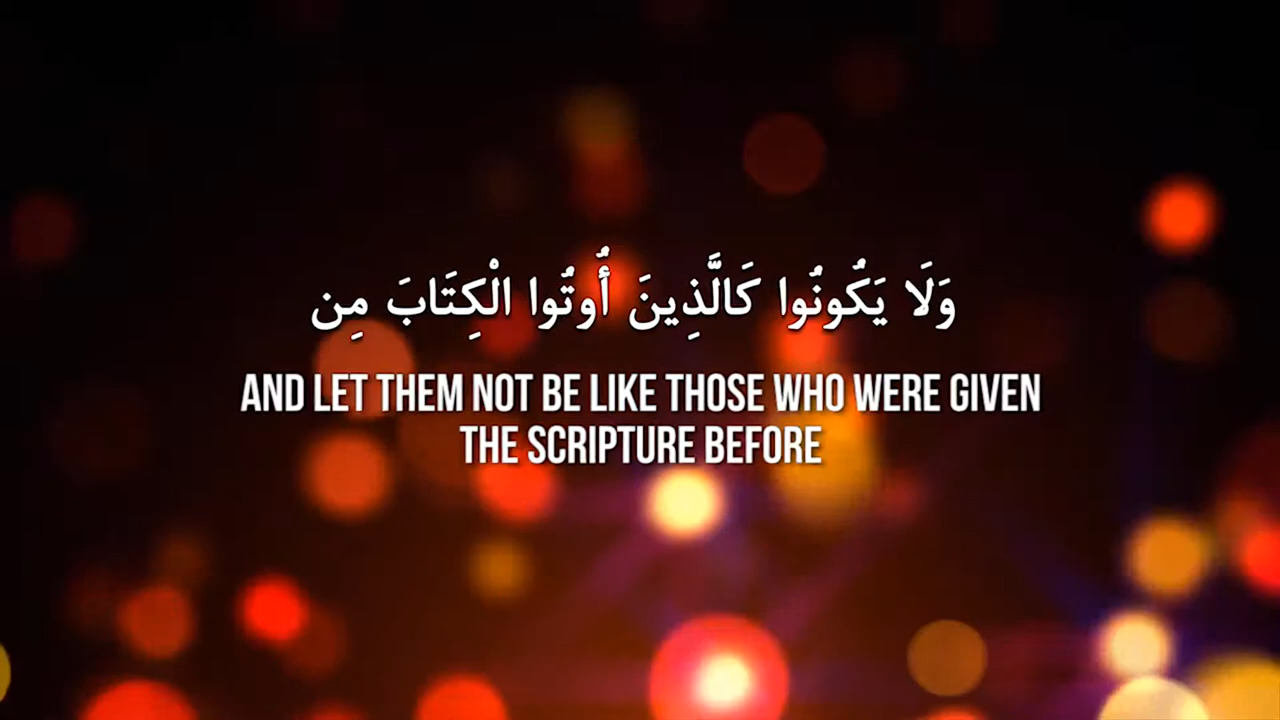 وَلَا يَكُونُوا كَالَّذِينَ أُوتُوا الْكِتَابَ مِن
AND LET THEM NOT BE LIKE THOSE WHO WERE GIVEN
THE SCRIPTURE BEFORE